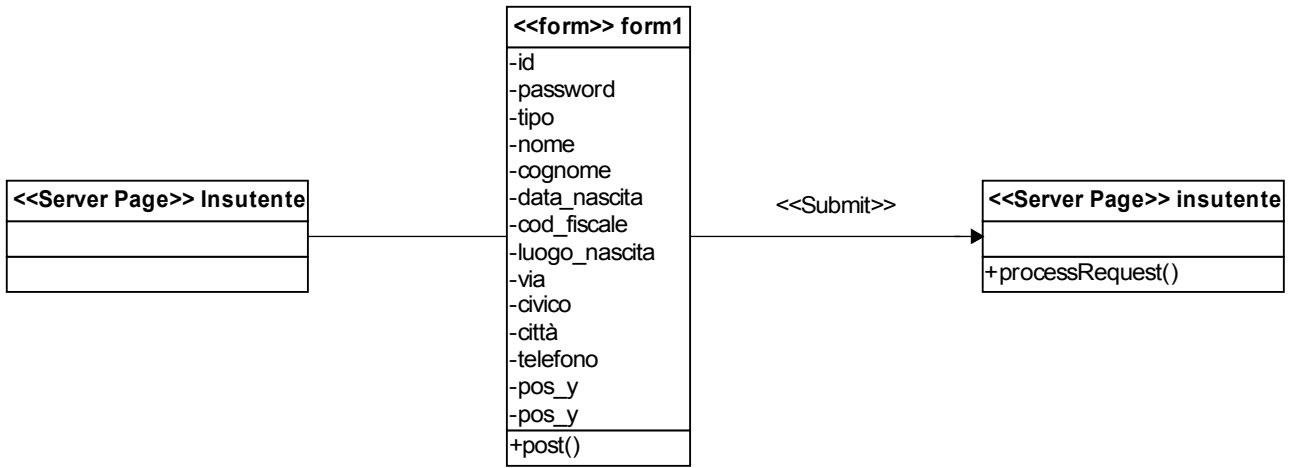 <<Server Page>> Insutente
<<form>> form1
-id
-password
-tipo
-nome
-cognome
-data_nascita
-cod_fiscale
-luogo_nascita
-via
-civico
-città
-telefono
-pos_y
-pos_y
+post()
<<Submit>>
<<Server Page>> insutente
+processRequest()